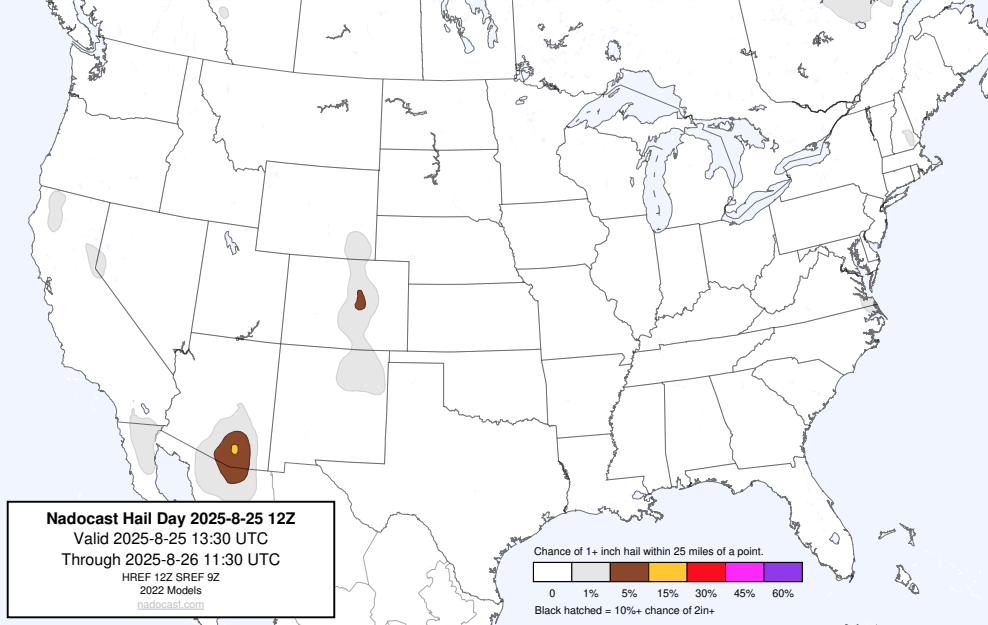 Nadocast Hail Day 2025-8-25 12Z
Valid 2025-8-25 13:30 UTC
Through 2025-8-26 11:30 UTC
HREF 12Z SREF 9Z
2022 Models
nadocast.com
Chance of 1+ inch hail within 25 miles of a point.
0 1% 5% 15% 30% 45% 60%
Black hatched = 10%+ chance of 2in+